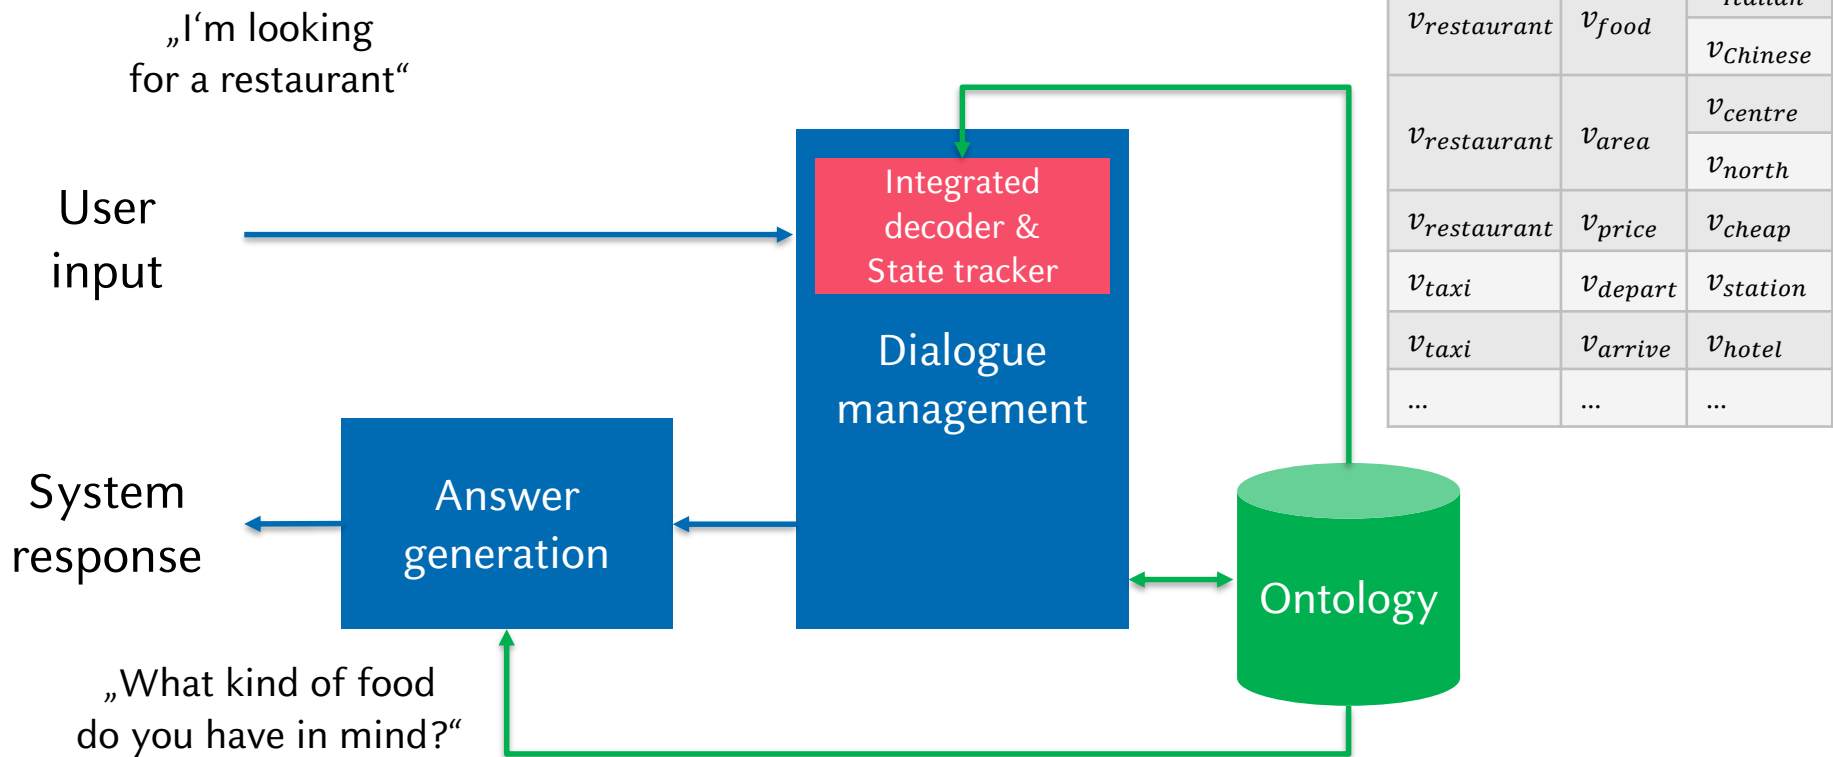 „I‘m looking
for a restaurant“
User
input
Integrated
decoder &
State tracker
Dialogue
management
System
response
Answer
generation
Ontology
„What kind of food
do you have in mind?“
v_restaurant v_food
v_Chinese
v_restaurant v_area v_centre
v_north
v_restaurant v_price v_cheap
v_taxi v_depart v_station
v_taxi v_arrive v_hotel
... ... ...